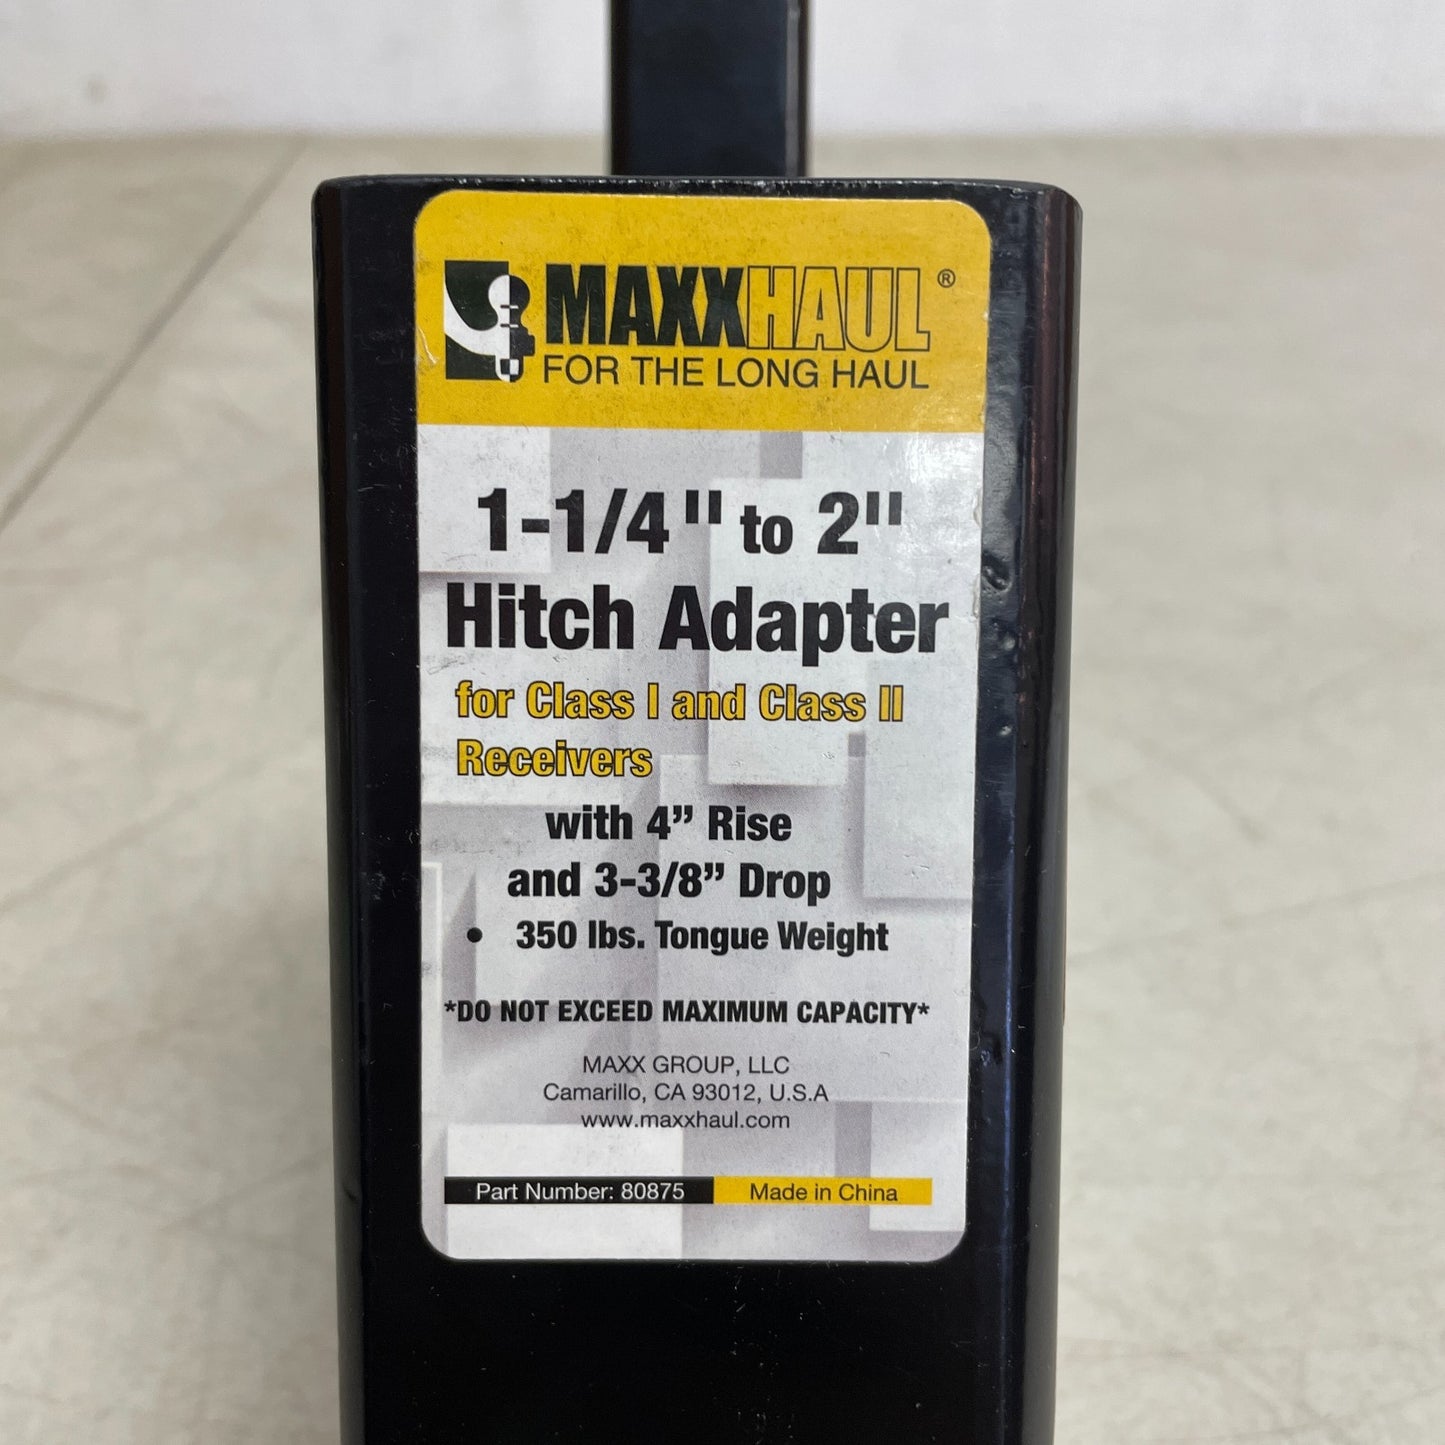 MAXXHAUL®
FOR THE LONG HAUL
1-1/4" to 2"
Hitch Adapter
for Class I and Class II
Receivers
with 4” Rise
and 3-3/8” Drop
• 350 lbs. Tongue Weight
*DO NOT EXCEED MAXIMUM CAPACITY*
MAXX GROUP, LLC
Camarillo, CA 93012, U.S.A
www.maxxhaul.com
Part Number: 80875 Made in China